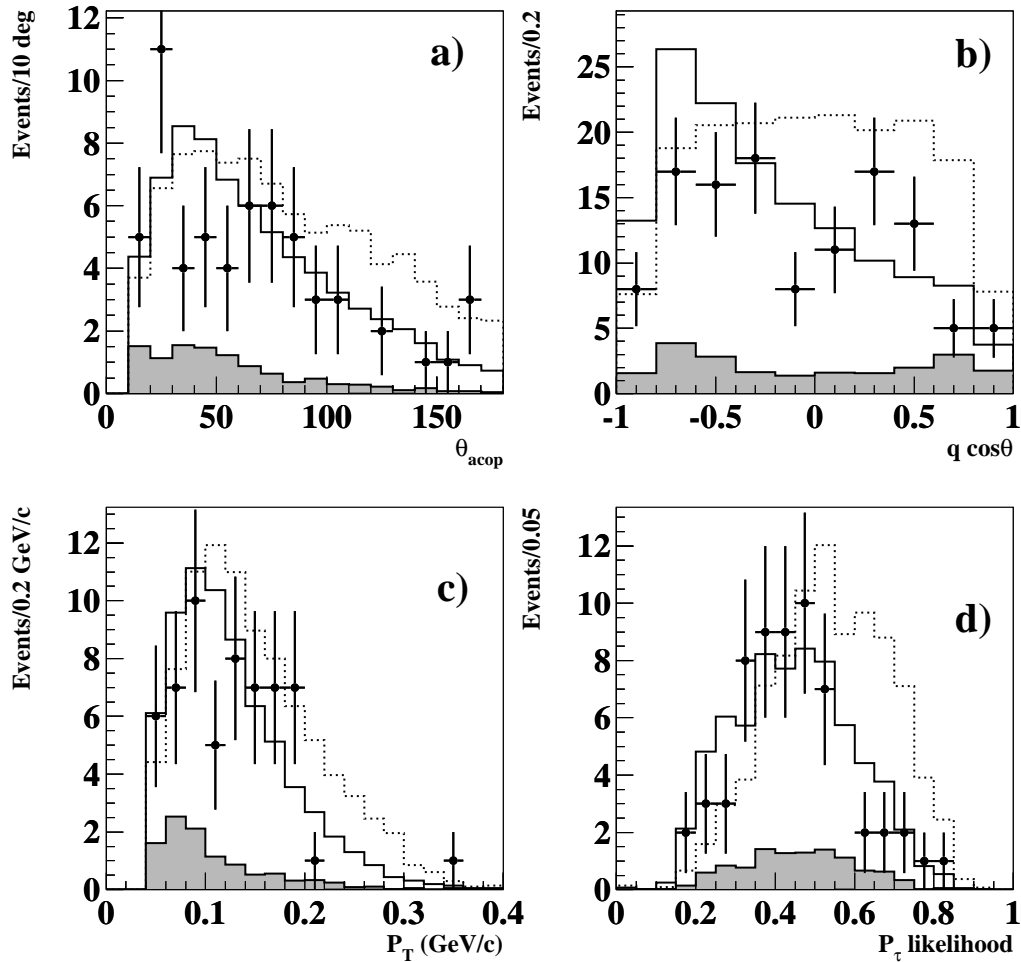 Events/10 deg
a)
12
10
8
6
4
2
0
0 50 100 150
θacop
Events/0.2
b)
25
20
15
10
5
0
-1 -0.5 0 0.5 1
q cosθ
Events/0.2 GeV/c
c)
12
10
8
6
4
2
0
0 0.1 0.2 0.3 0.4
P_T (GeV/c)
Events/0.05
d)
12
10
8
6
4
2
0
0 0.2 0.4 0.6 0.8 1
P_τ likelihood